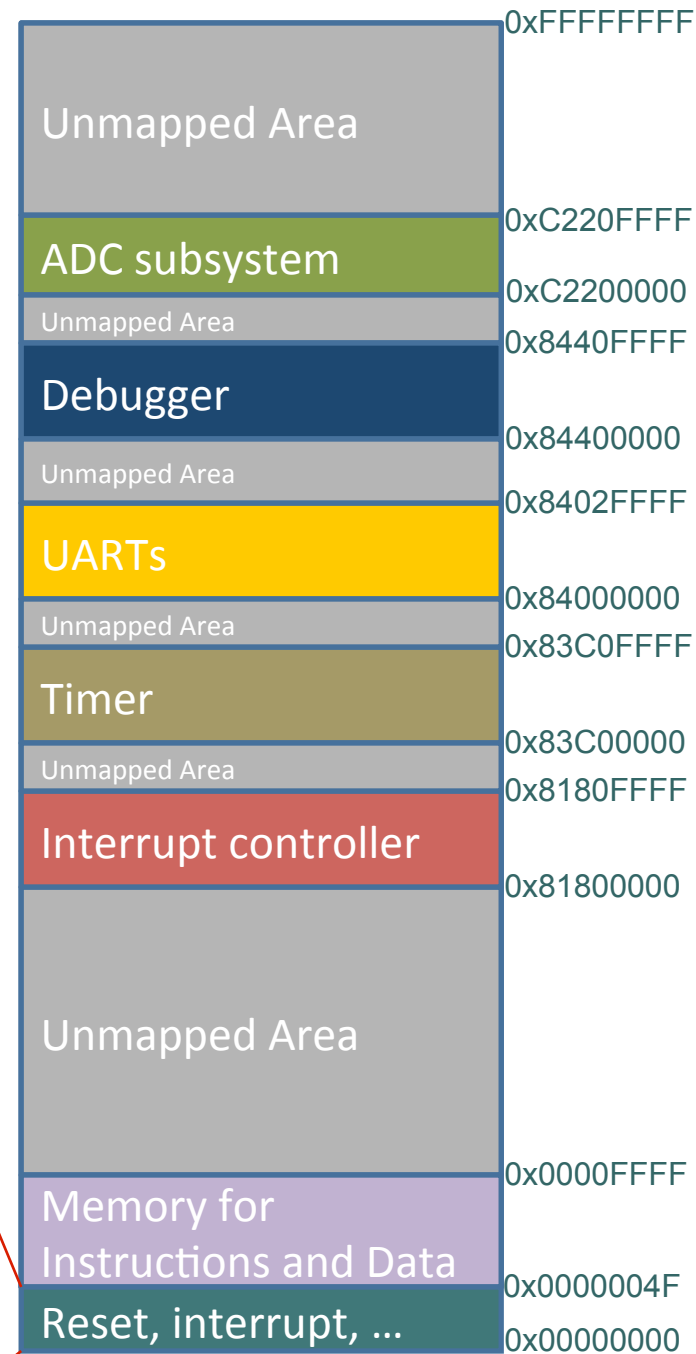 0xFFFFFFFF
Unmapped Area
0xC220FFFF
ADC subsystem
0xC2200000
Unmapped Area
0x8440FFFF
Debugger
0x84400000
Unmapped Area
0x8402FFFF
UARTs
0x84000000
Unmapped Area
0x83C0FFFF
Timer
0x83C00000
Unmapped Area
0x8180FFFF
Interrupt controller
0x81800000
Unmapped Area
0x0000FFFF
Memory for
Instructions and Data
0x0000004F
Reset, interrupt, ...
0x00000000